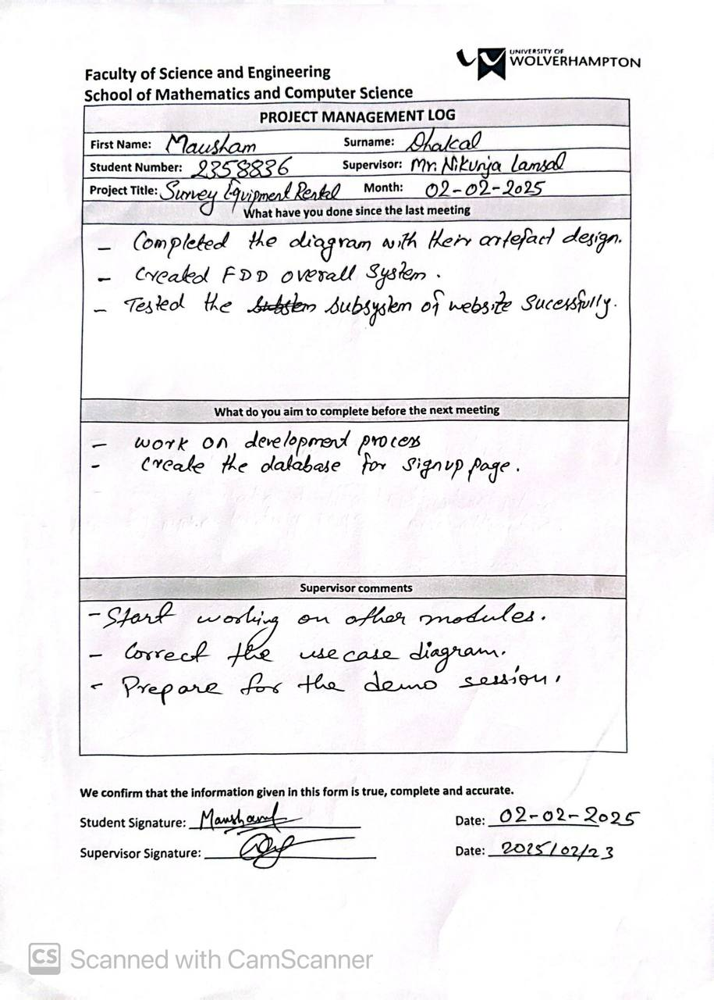 UNIVERSITY OF
WOLVERHAMPTON
Faculty of Science and Engineering
School of Mathematics and Computer Science
PROJECT MANAGEMENT LOG
First Name: Mausham Surname: Dhakal
Student Number: 2358836 Supervisor: Mr. Nikunja Lamsal
Project Title: Survey Equipment Rental Month: 02-02-2025
What have you done since the last meeting
- Completed the diagram with their artefact design.
- Created FDD overall System.
- Tested the subsystem of website Sucessfully.
What do you aim to complete before the next meeting
- work on development process
- create the database for signup page.
Supervisor comments
- Start working on other modules.
- Correct the use case diagram.
- Prepare for the demo session.
We confirm that the information given in this form is true, complete and accurate.
Student Signature: Mausham Date: 02-02-2025
Supervisor Signature: Date: 2025/02/23
CS Scanned with CamScanner